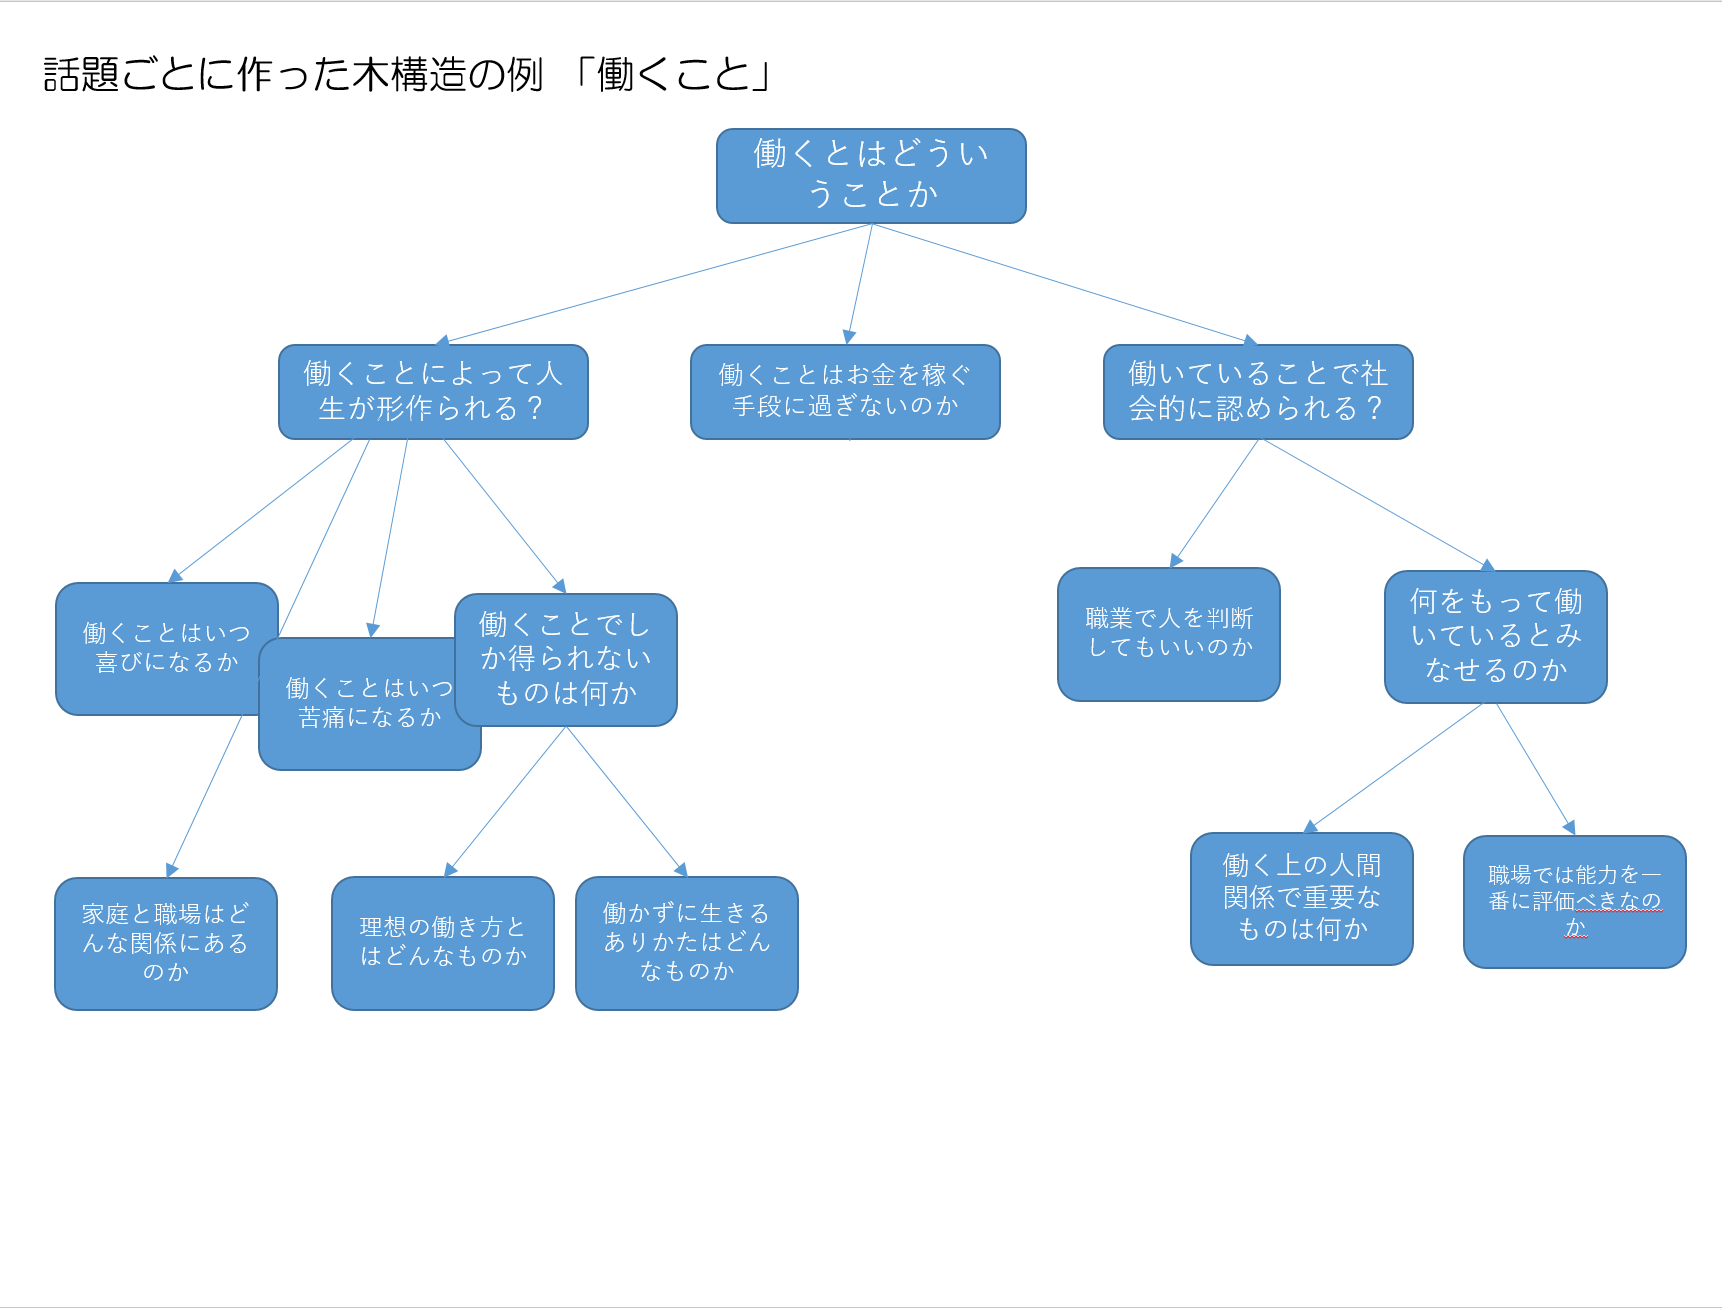 話題ごとに作った木構造の例 「働くこと」
働くとはどうい
うことか
働くことによって人
生が形作られる？
働くことはお金を稼ぐ
手段に過ぎないのか
働いていることで社
会的に認められる？
働くことはいつ
喜びになるか
働くことはいつ
苦痛になるか
働くことでし
か得られない
ものは何か
職業で人を判断
してもいいのか
何をもって働
いているとみ
なせるのか
家庭と職場はど
んな関係にある
のか
理想の働き方と
はどんなものか
働かずに生きる
ありかたはどん
なものか
働く上の人間
関係で重要な
ものは何か
職場では能力を一
番に評価べきなの
か